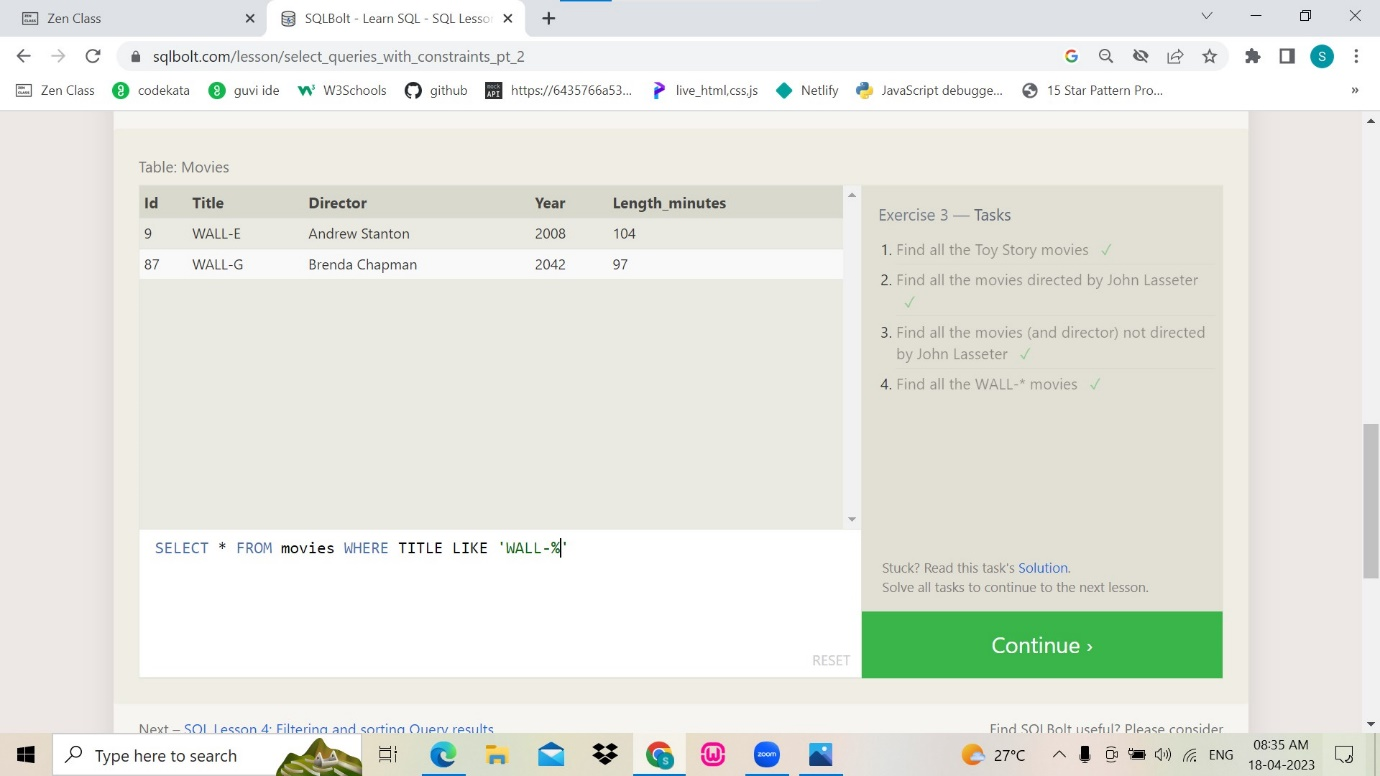 Zen Class
SQLBolt - Learn SQL - SQL Lesso
sqlbolt.com/lesson/select_queries_with_constraints_pt_2
S
Zen Class codekata guvi ide W3Schools github https://6435766a53... live_html,css,js Netlify JavaScript debugge... 15 Star Pattern Pro... »
Table: Movies
Id Title Director Year Length_minutes
9 WALL-E Andrew Stanton 2008 104
87 WALL-G Brenda Chapman 2042 97
Exercise 3 — Tasks
1. Find all the Toy Story movies ✓
2. Find all the movies directed by John Lasseter
✓
3. Find all the movies (and director) not directed
by John Lasseter ✓
4. Find all the WALL-* movies ✓
SELECT * FROM movies WHERE TITLE LIKE 'WALL-%'
RESET
Stuck? Read this task's Solution.
Solve all tasks to continue to the next lesson.
Continue ›
Next – SQL Lesson 4: Filtering and sorting Query results
Find SQLBolt useful? Please consider
Type here to search
zoom
27°C
ENG
08:35 AM
18-04-2023